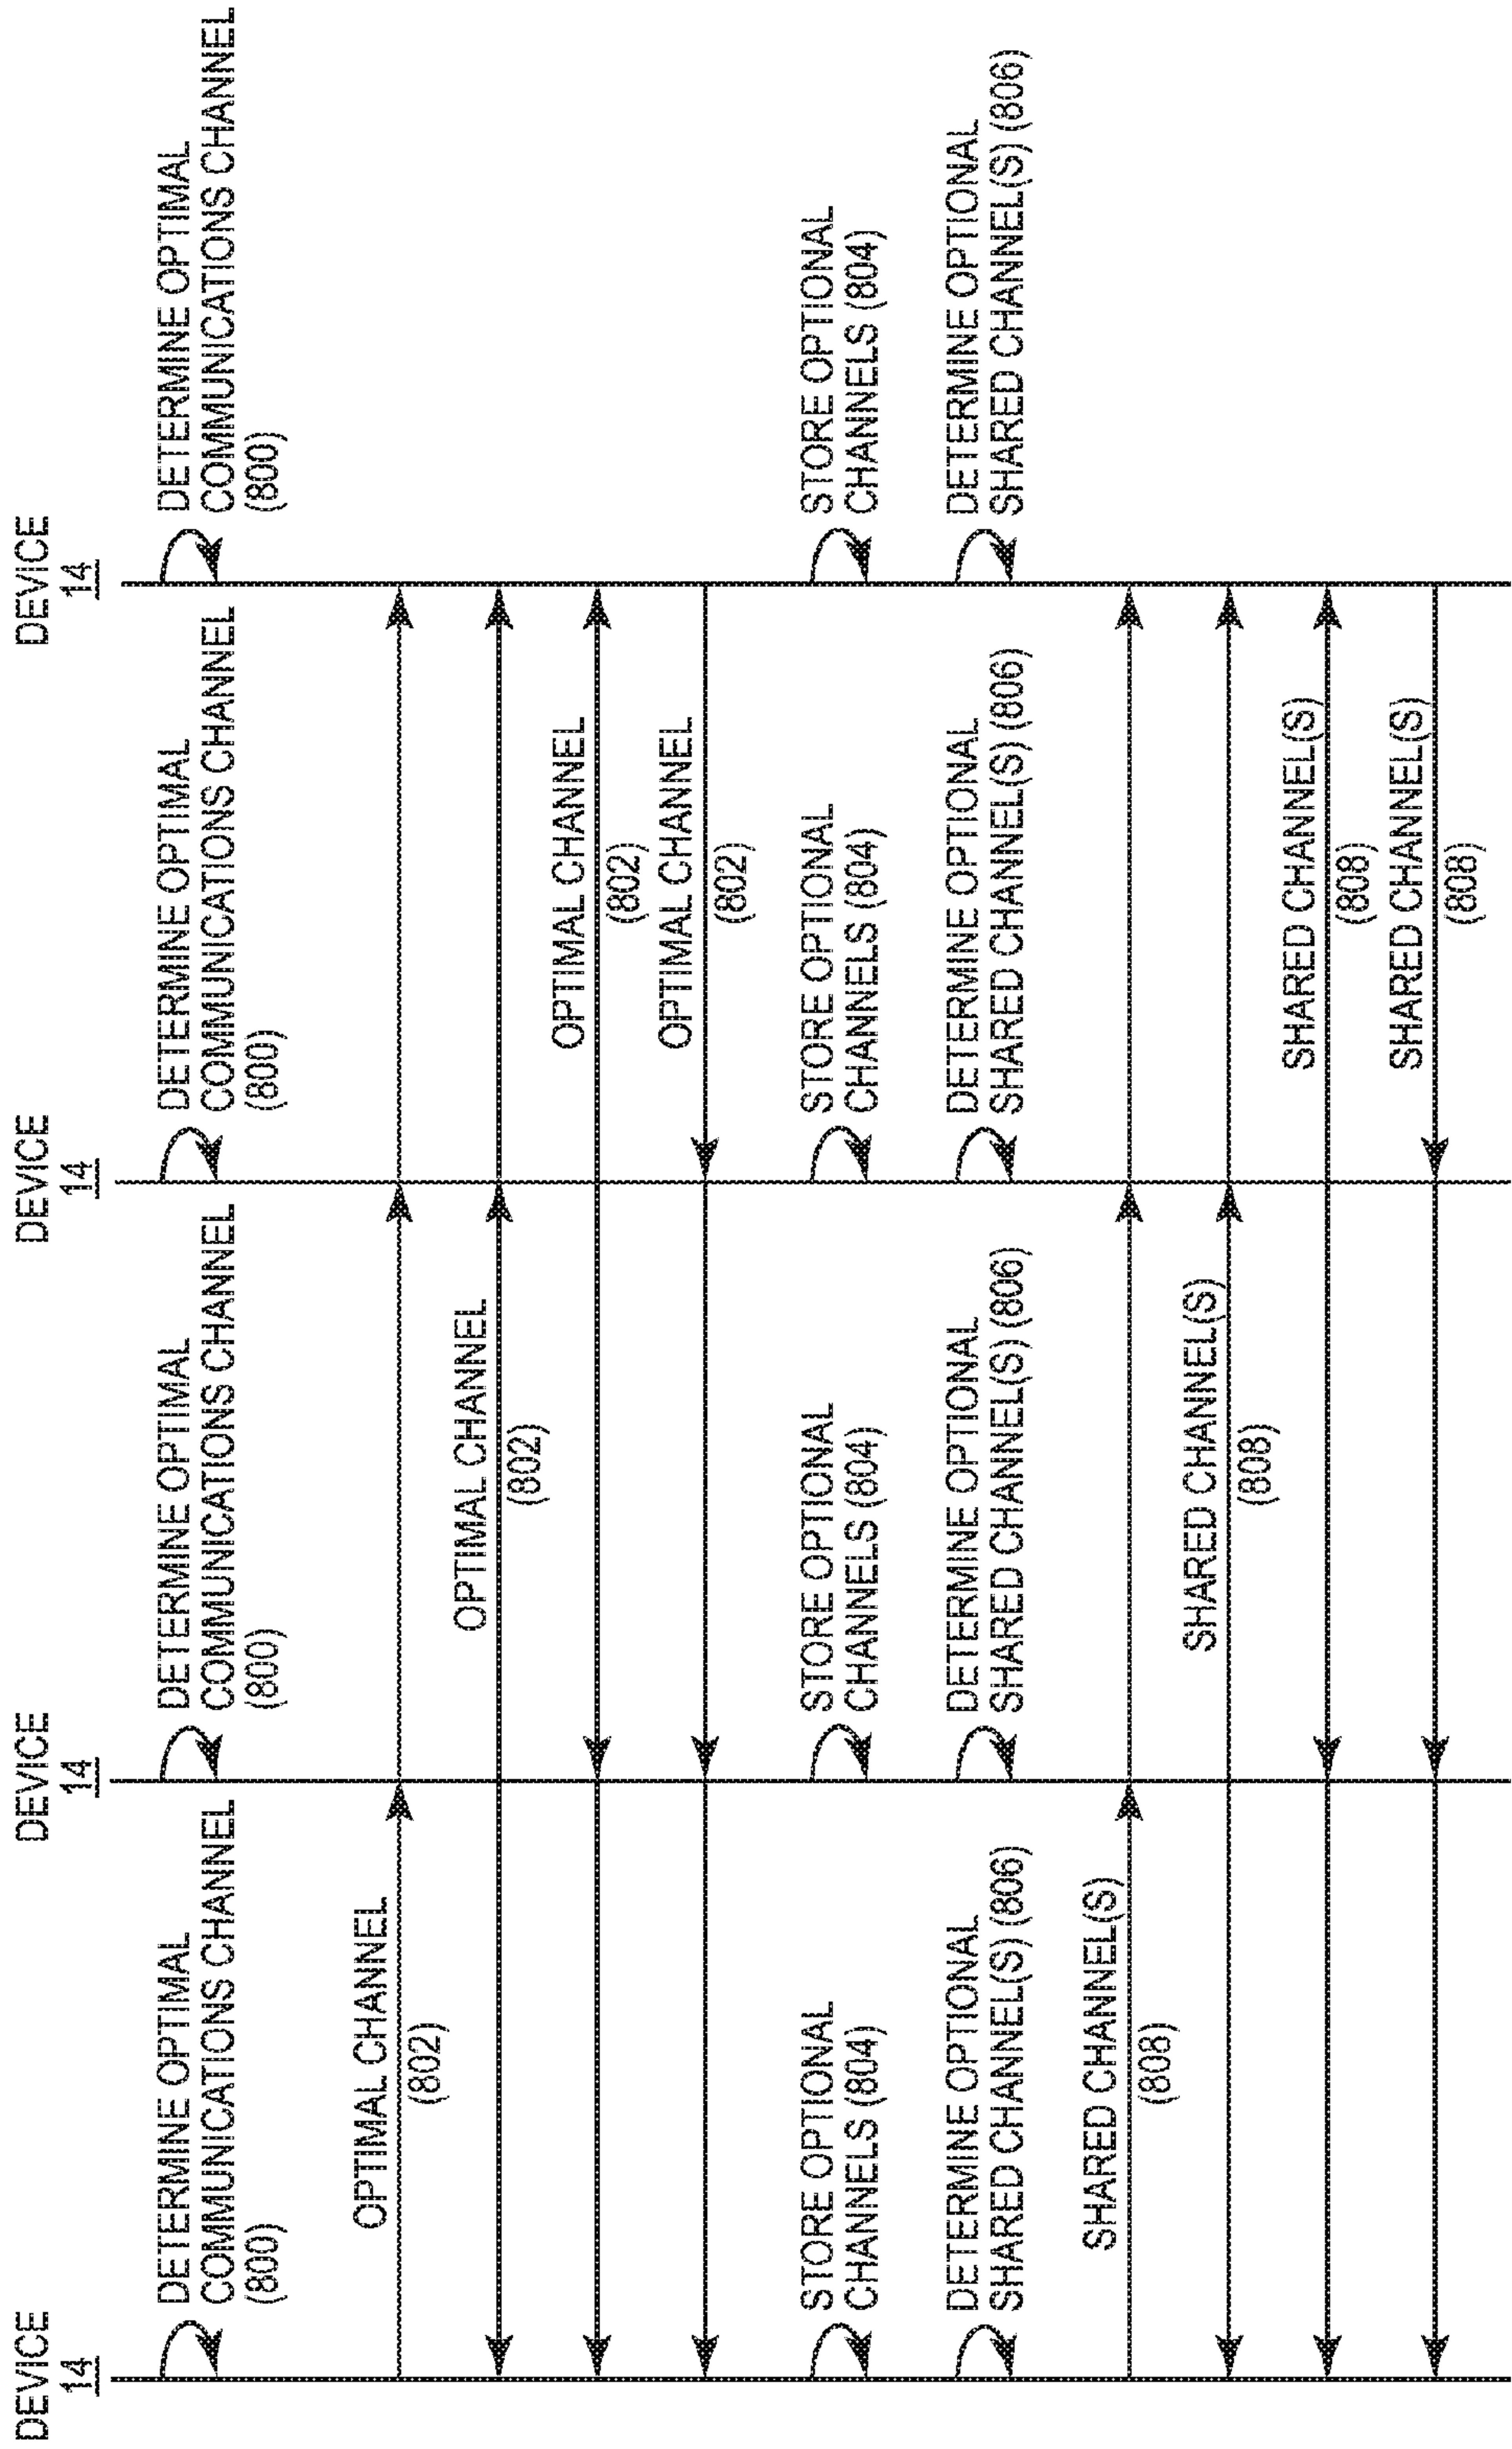 DEVICE
14
DEVICE
14
DEVICE
14
DEVICE
14
DETERMINE OPTIMAL
COMMUNICATIONS CHANNEL
(800)
DETERMINE OPTIMAL
COMMUNICATIONS CHANNEL
(800)
DETERMINE OPTIMAL
COMMUNICATIONS CHANNEL
(800)
DETERMINE OPTIMAL
COMMUNICATIONS CHANNEL
(800)
OPTIMAL CHANNEL
(802)
OPTIMAL CHANNEL
(802)
OPTIMAL CHANNEL
(802)
OPTIMAL CHANNEL
(802)
STORE OPTIONAL
CHANNELS (804)
STORE OPTIONAL
CHANNELS (804)
STORE OPTIONAL
CHANNELS (804)
STORE OPTIONAL
CHANNELS (804)
DETERMINE OPTIONAL
SHARED CHANNEL(S) (806)
DETERMINE OPTIONAL
SHARED CHANNEL(S) (806)
DETERMINE OPTIONAL
SHARED CHANNEL(S) (806)
DETERMINE OPTIONAL
SHARED CHANNEL(S) (806)
SHARED CHANNEL(S)
(808)
SHARED CHANNEL(S)
(808)
SHARED CHANNEL(S)
(808)
SHARED CHANNEL(S)
(808)